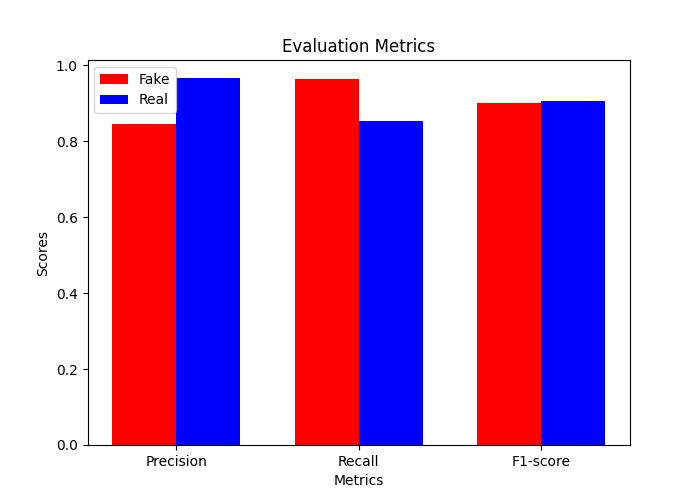 Evaluation Metrics
Fake
Real
Scores
1.0
0.8
0.6
0.4
0.2
0.0
Precision
Recall
F1-score
Metrics